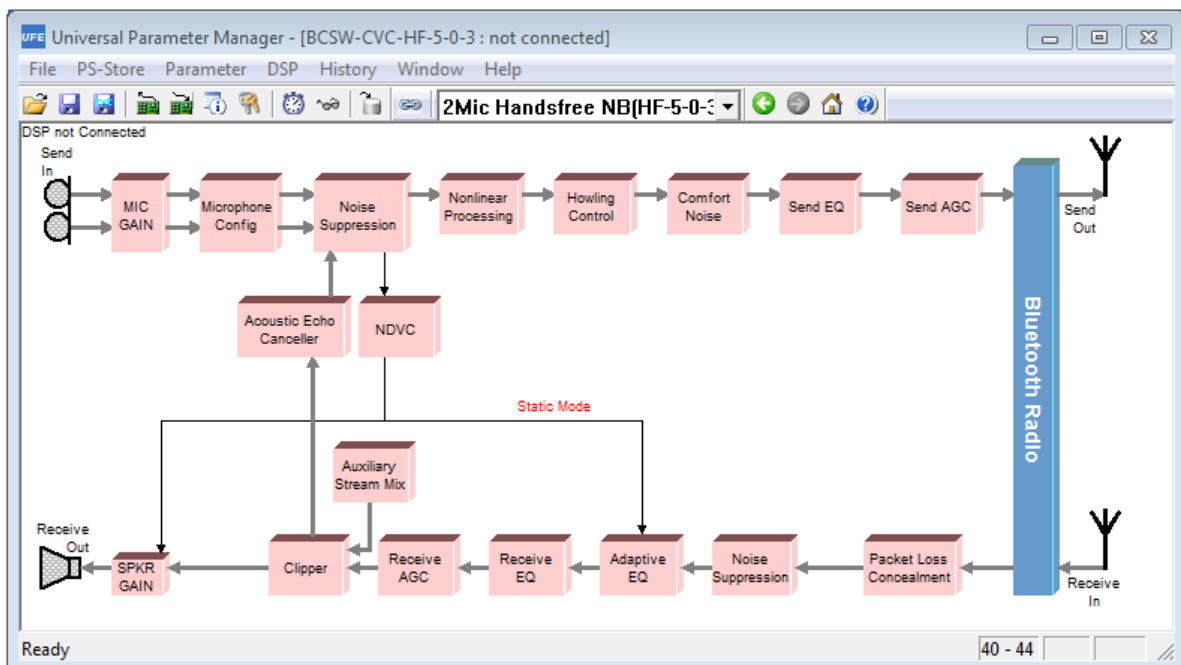 UFE Universal Parameter Manager - [BCSW-CVC-HF-5-0-3 : not connected]
File PS-Store Parameter DSP History Window Help
2Mic Handsfree NB(HF-5-0-3
DSP not Connected
Send
In
MIC
GAIN
Microphone
Config
Noise
Suppression
Nonlinear
Processing
Howling
Control
Comfort
Noise
Send EQ
Send AGC
Send
Out
Acoustic Echo
Canceller
NDVC
Bluetooth Radio
Static Mode
Auxiliary
Stream Mix
Receive
Out
SPKR
GAIN
Clipper
Receive
AGC
Receive
EQ
Adaptive
EQ
Noise
Suppression
Packet Loss
Concealment
Receive
In
Ready
40 - 44